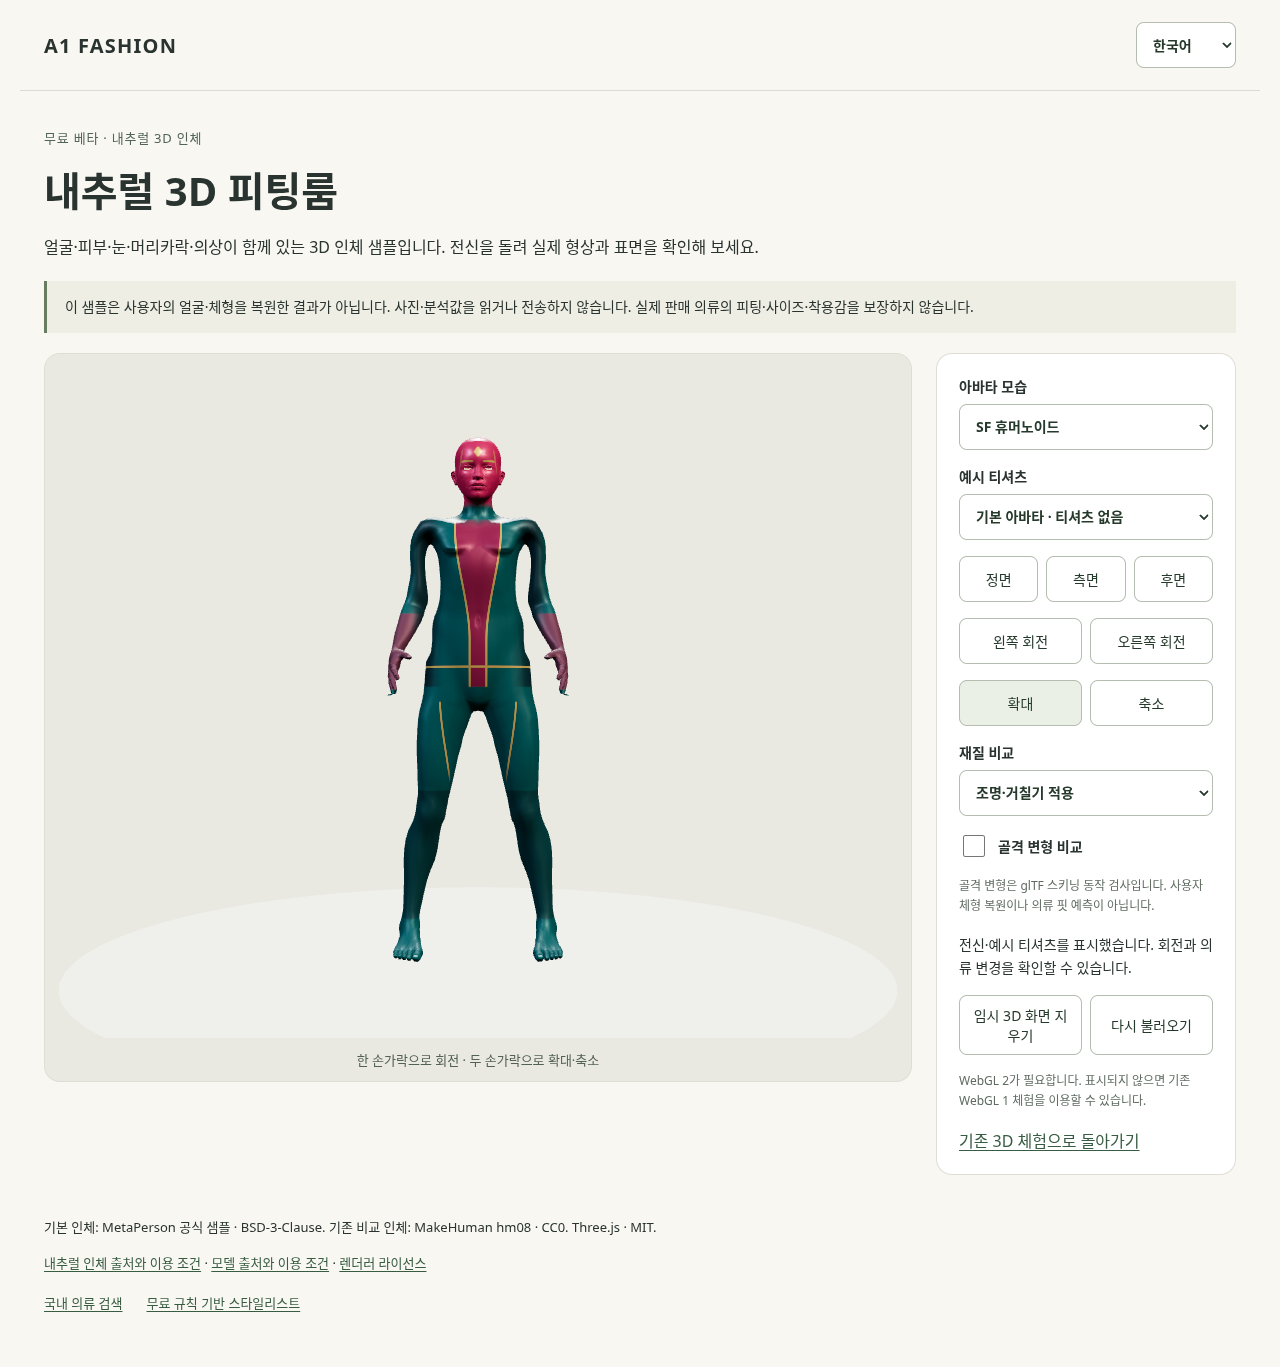 A1 FASHION
한국어
무료 베타 · 내추럴 3D 인체
내추럴 3D 피팅룸
얼굴·피부·눈·머리카락·의상이 함께 있는 3D 인체 샘플입니다. 전신을 돌려 실제 형상과 표면을 확인해 보세요.
이 샘플은 사용자의 얼굴·체형을 복원한 결과가 아닙니다. 사진·분석값을 읽거나 전송하지 않습니다. 실제 판매 의류의 피팅·사이즈·착용감을 보장하지 않습니다.
한 손가락으로 회전 · 두 손가락으로 확대·축소
아바타 모습
SF 휴머노이드
예시 티셔츠
기본 아바타 · 티셔츠 없음
정면 측면 후면
왼쪽 회전 오른쪽 회전
확대 축소
재질 비교
조명·거칠기 적용
골격 변형 비교
골격 변형은 glTF 스키닝 동작 검사입니다. 사용자
체형 복원이나 의류 핏 예측이 아닙니다.
전신·예시 티셔츠를 표시했습니다. 회전과 의
류 변경을 확인할 수 있습니다.
임시 3D 화면 지
우기
다시 불러오기
WebGL 2가 필요합니다. 표시되지 않으면 기존
WebGL 1 체험을 이용할 수 있습니다.
기존 3D 체험으로 돌아가기
기본 인체: MetaPerson 공식 샘플 · BSD-3-Clause. 기존 비교 인체: MakeHuman hm08 · CC0. Three.js · MIT.
내추럴 인체 출처와 이용 조건 · 모델 출처와 이용 조건 · 렌더러 라이선스
국내 의류 검색 무료 규칙 기반 스타일리스트